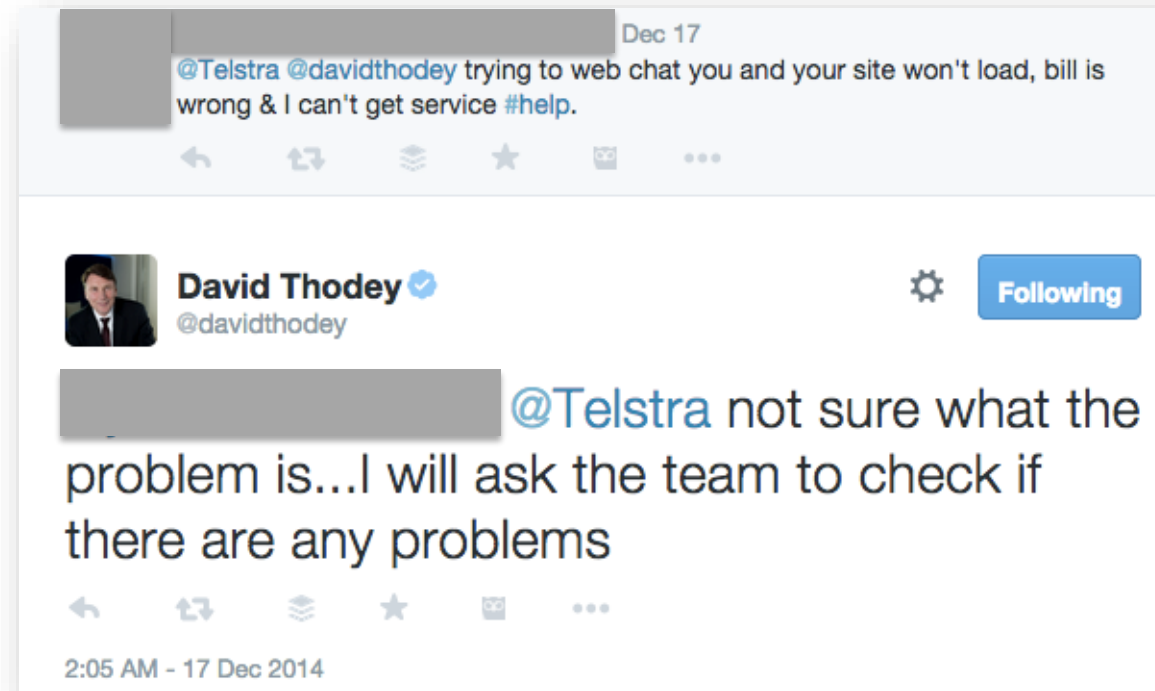 Dec 17
@Telstra @davidthodey trying to web chat you and your site won't load, bill is
wrong & I can't get service #help.
David Thodey
@davidthodey
Following
@Telstra not sure what the
problem is...I will ask the team to check if
there are any problems
2:05 AM - 17 Dec 2014